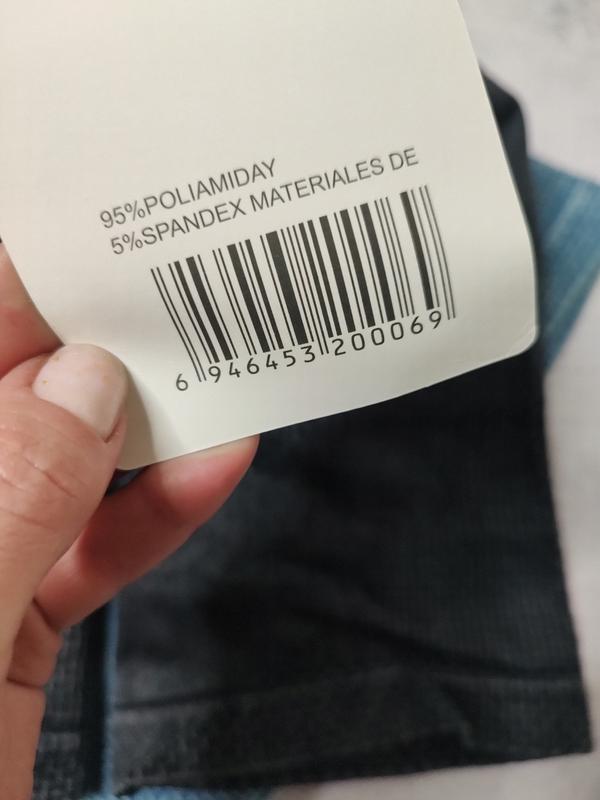 95%POLIAMIDAY
5%SPANDEX MATERIALES DE
6 946453 200069